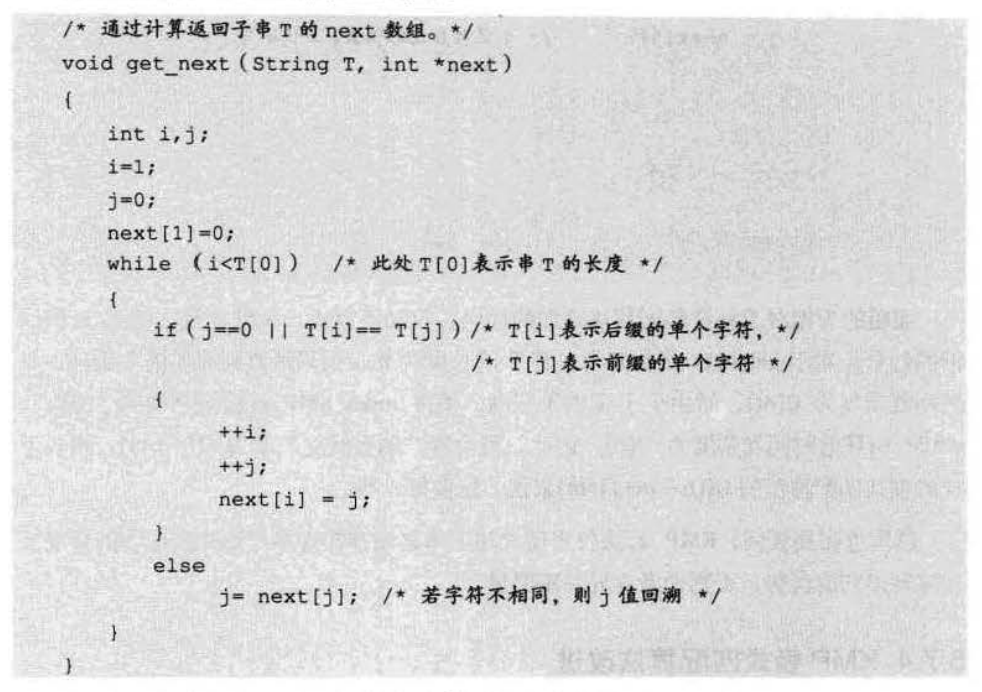 /* 通过计算返回子串 T 的 next 数组。*/
void get_next(String T, int *next)
{
    int i,j;
    i=1;
    j=0;
    next[1]=0;
    while (i<T[0])   /* 此处 T[0]表示串 T 的长度 */
    {
        if(j==0 || T[i]== T[j])/* T[i]表示后缀的单个字符，*/
                               /* T[j]表示前缀的单个字符 */
        {
            ++i;
            ++j;
            next[i] = j;
        }
        else
            j= next[j];  /* 若字符不相同，则 j 值回溯 */
    }
}